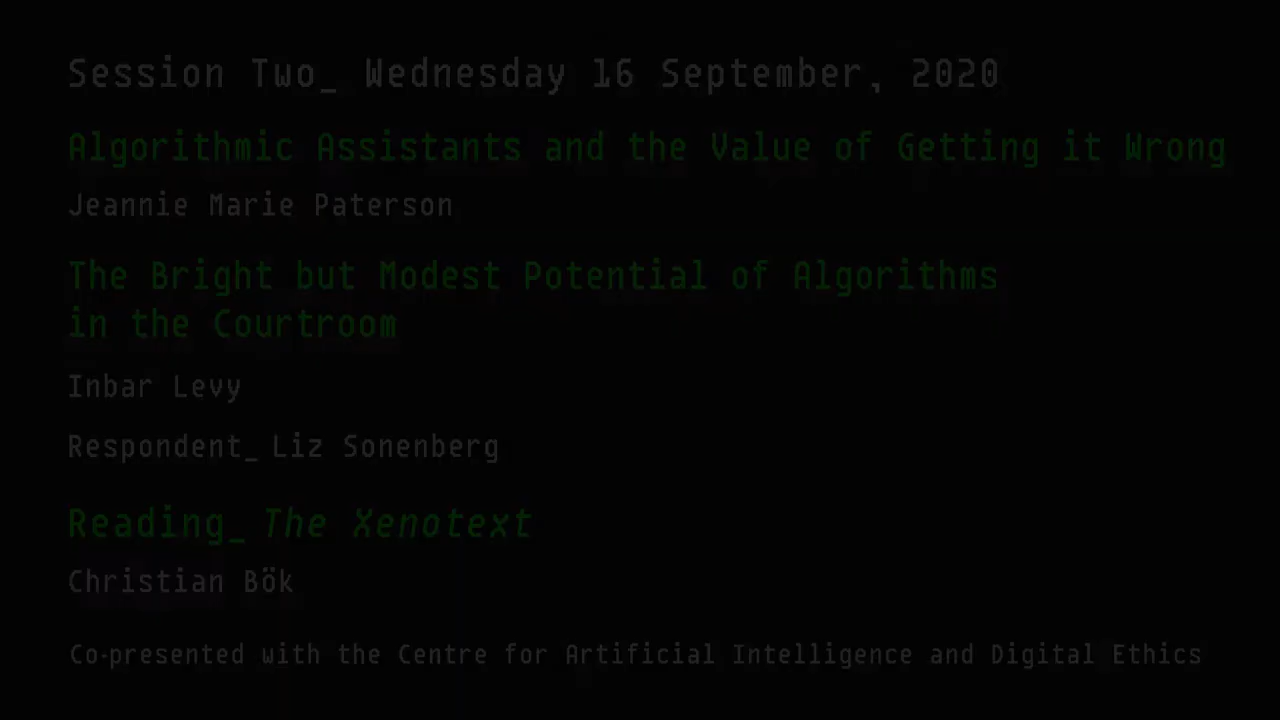 Session Two_ Wednesday 16 September, 2020
Algorithmic Assistants and the Value of Getting it Wrong
Jeannie Marie Paterson
The Bright but Modest Potential of Algorithms
in the Courtroom
Inbar Levy
Respondent_ Liz Sonenberg
Reading_ The Xenotext
Christian Bök
Co-presented with the Centre for Artificial Intelligence and Digital Ethics